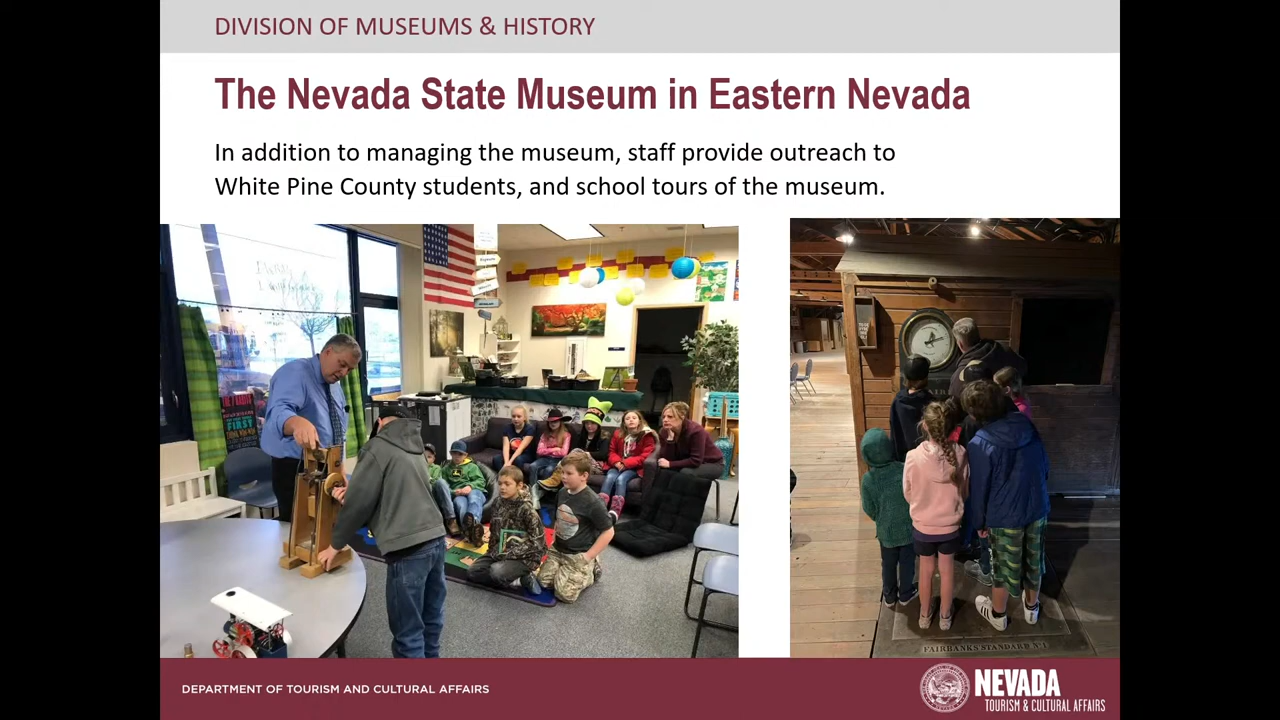 DIVISION OF MUSEUMS & HISTORY
The Nevada State Museum in Eastern Nevada
In addition to managing the museum, staff provide outreach to
White Pine County students, and school tours of the museum.
FIRST
FAIRBANKS STANDARD
DEPARTMENT OF TOURISM AND CULTURAL AFFAIRS
NEVADA
TOURISM & CULTURAL AFFAIRS